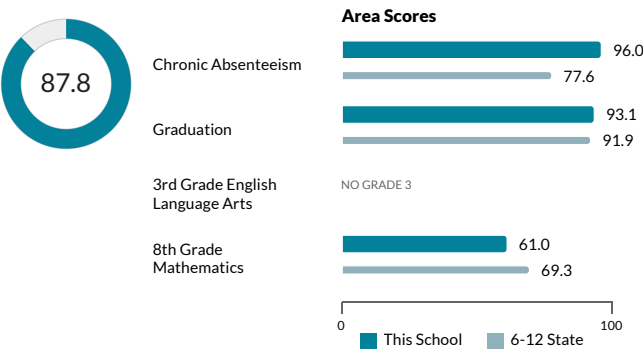 87.8
Area Scores
Chronic Absenteeism
96.0
77.6
Graduation
93.1
91.9
3rd Grade English
Language Arts
NO GRADE 3
8th Grade
Mathematics
61.0
69.3
0
100
This School
6-12 State